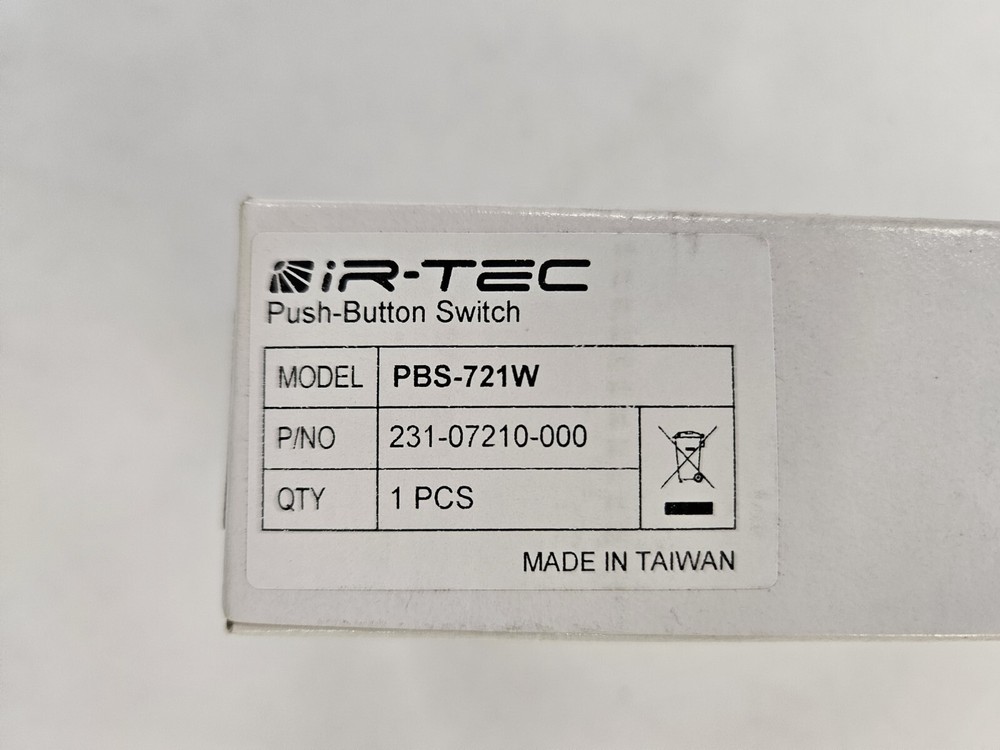 iR-TEC
Push-Button Switch
MODEL PBS-721W
P/NO 231-07210-000
QTY 1 PCS
MADE IN TAIWAN